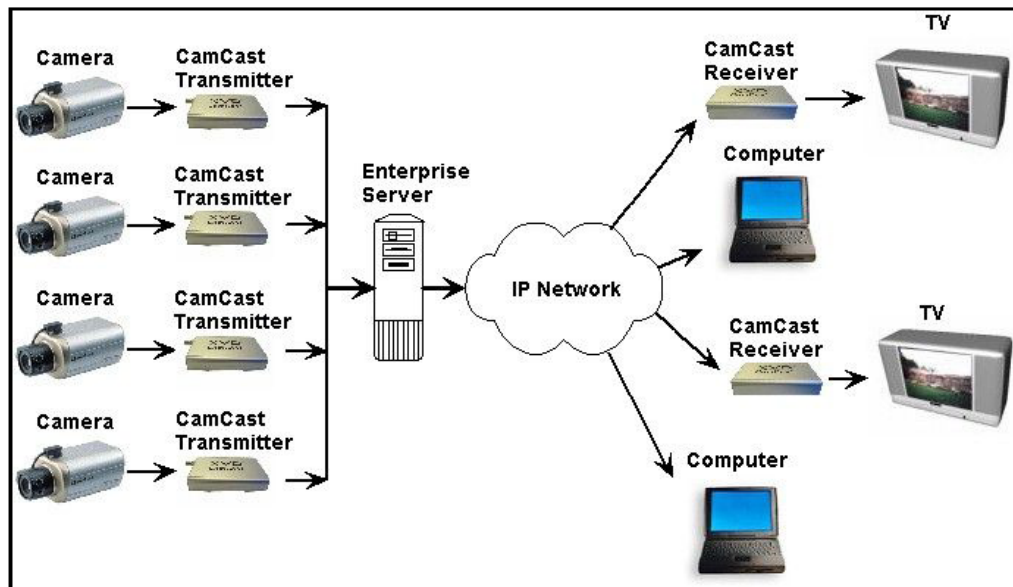 Camera
CamCast
Transmitter
Camera
CamCast
Transmitter
Camera
CamCast
Transmitter
Camera
CamCast
Transmitter
Enterprise
Server
IP Network
CamCast
Receiver
TV
Computer
CamCast
Receiver
TV
Computer